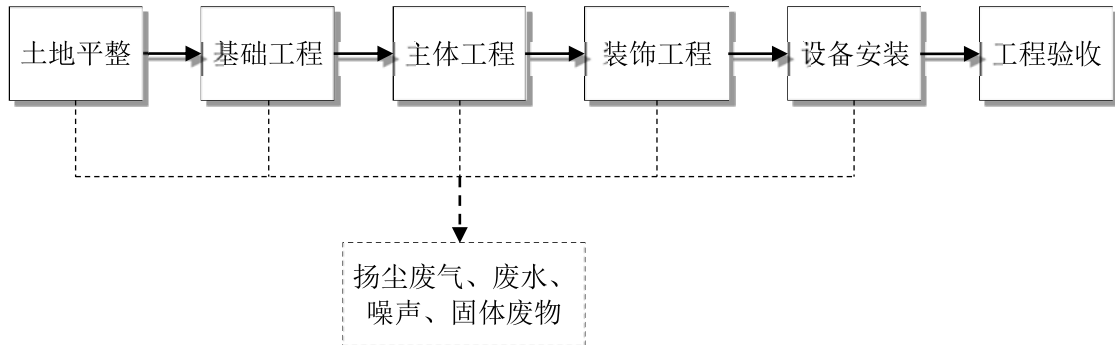 土地平整
基础工程
主体工程
装饰工程
设备安装
工程验收
扬尘废气、废水、
噪声、固体废物